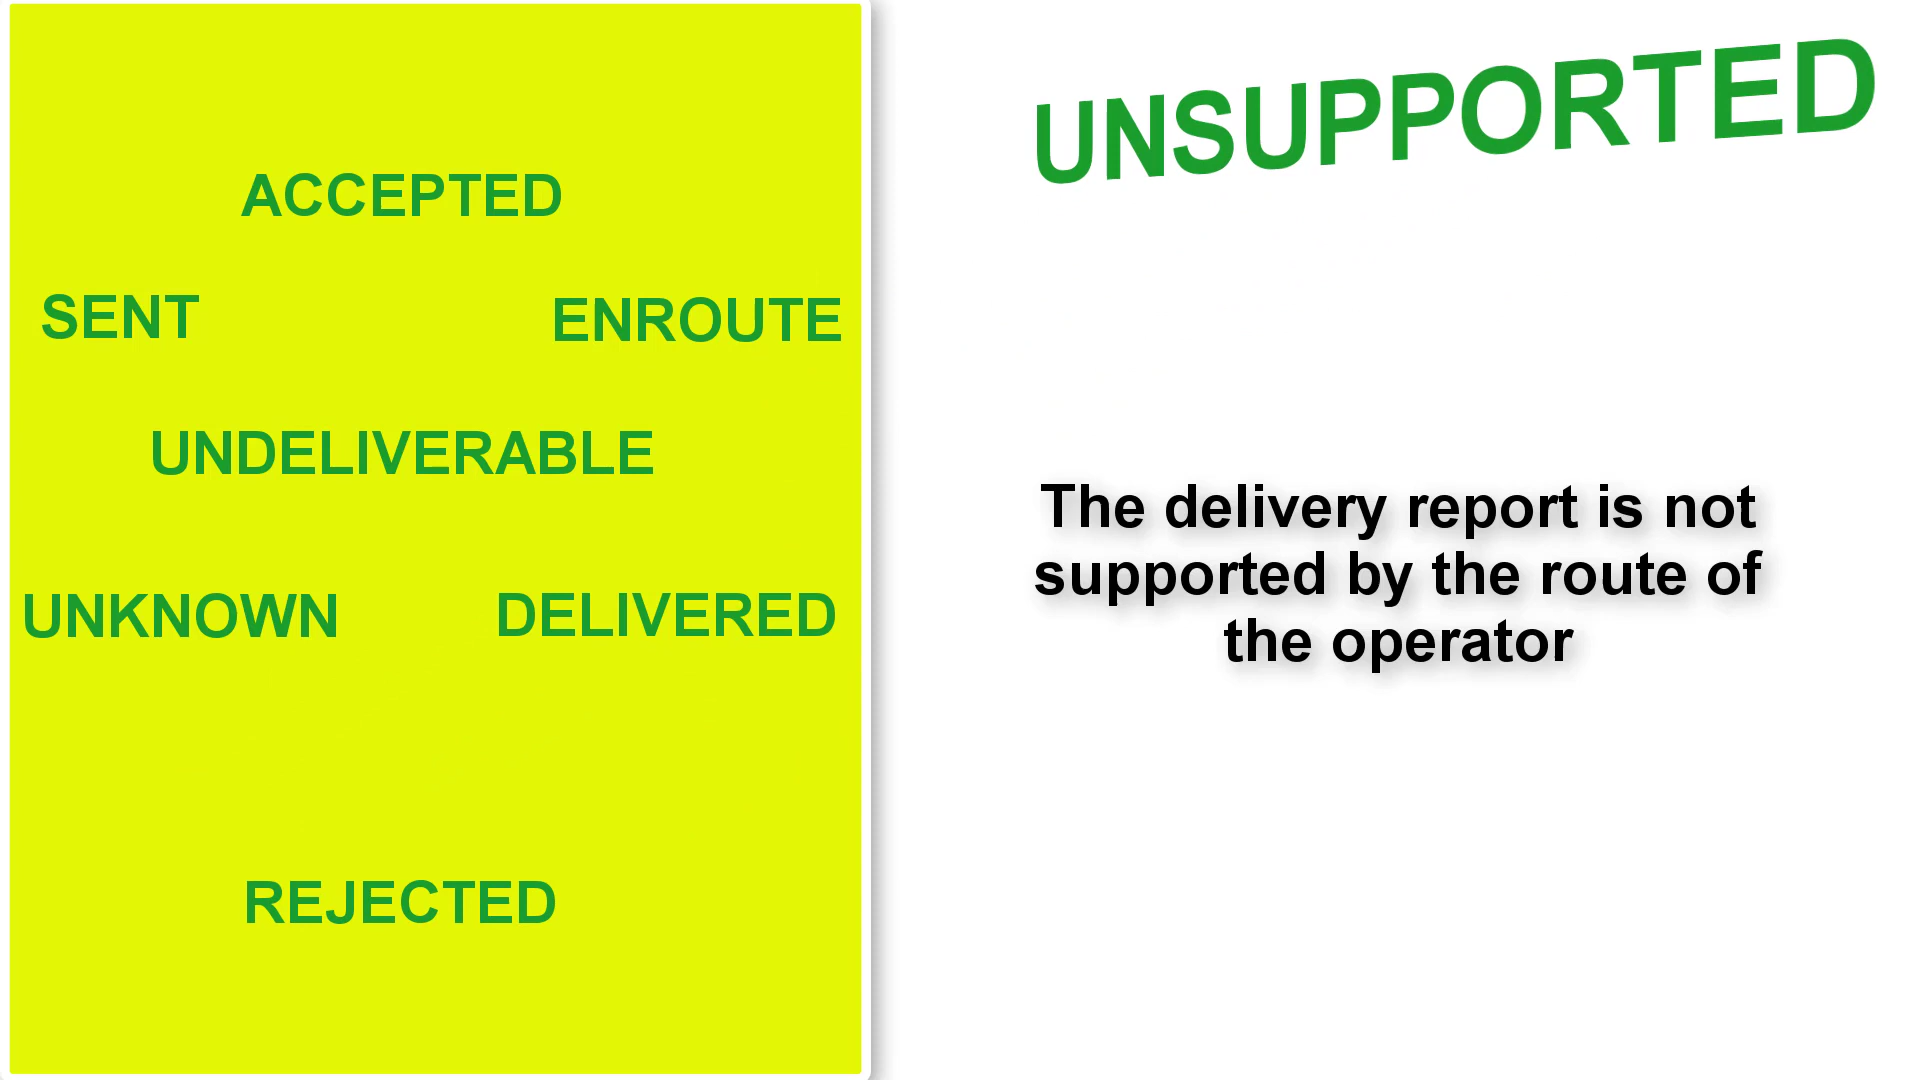 ACCEPTED
SENT
ENROUTE
UNDELIVERABLE
UNKNOWN
DELIVERED
REJECTED
UNSUPPORTED
The delivery report is not
supported by the route of
the operator